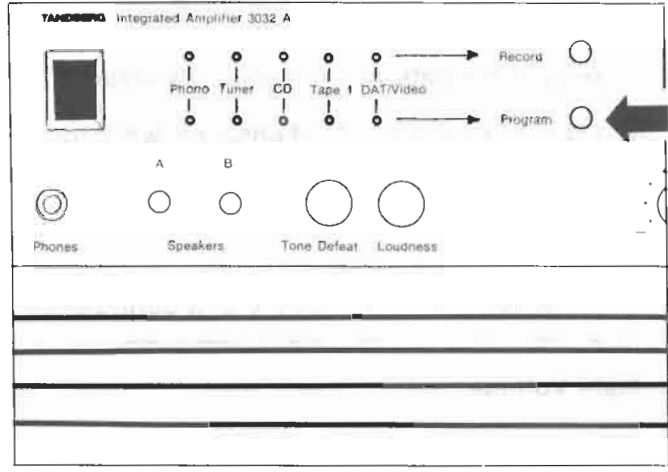 TANDBERG Integrated Amplifier 3032 A
Record
Phono Tuner CD Tape 1 DAT/Video
Program
A B
Phones Speakers Tone Defeat Loudness